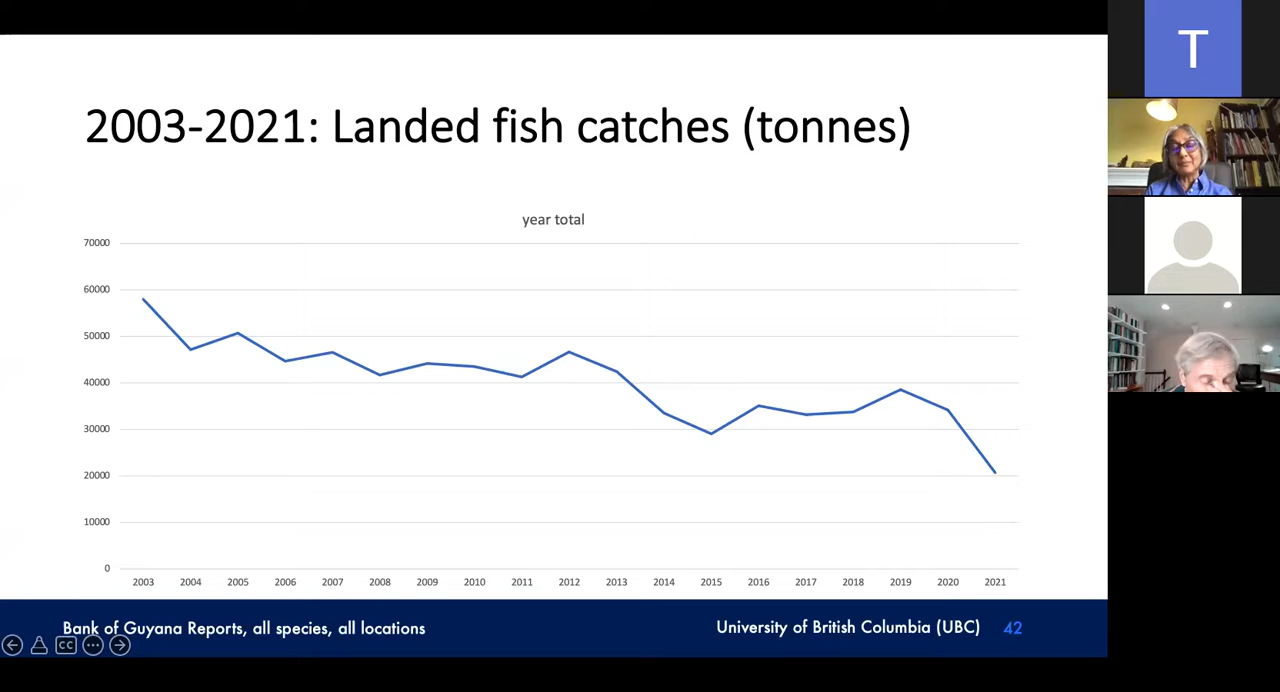 2003-2021: Landed fish catches (tonnes)
year total
70000
60000
50000
40000
30000
20000
10000
0
2003 2004 2005 2006 2007 2008 2009 2010 2011 2012 2013 2014 2015 2016 2017 2018 2019 2020 2021
Bank of Guyana Reports, all species, all locations
University of British Columbia (UBC) 42
CC
T